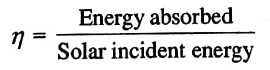 η = Energy absorbed / Solar incident energy